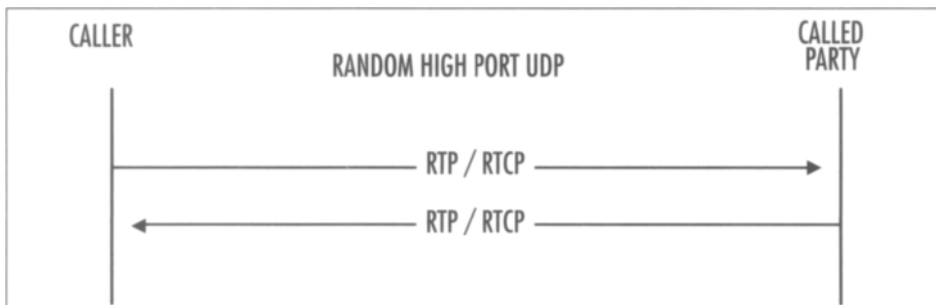 CALLER
CALLED
PARTY
RANDOM HIGH PORT UDP
RTP / RTCP
RTP / RTCP